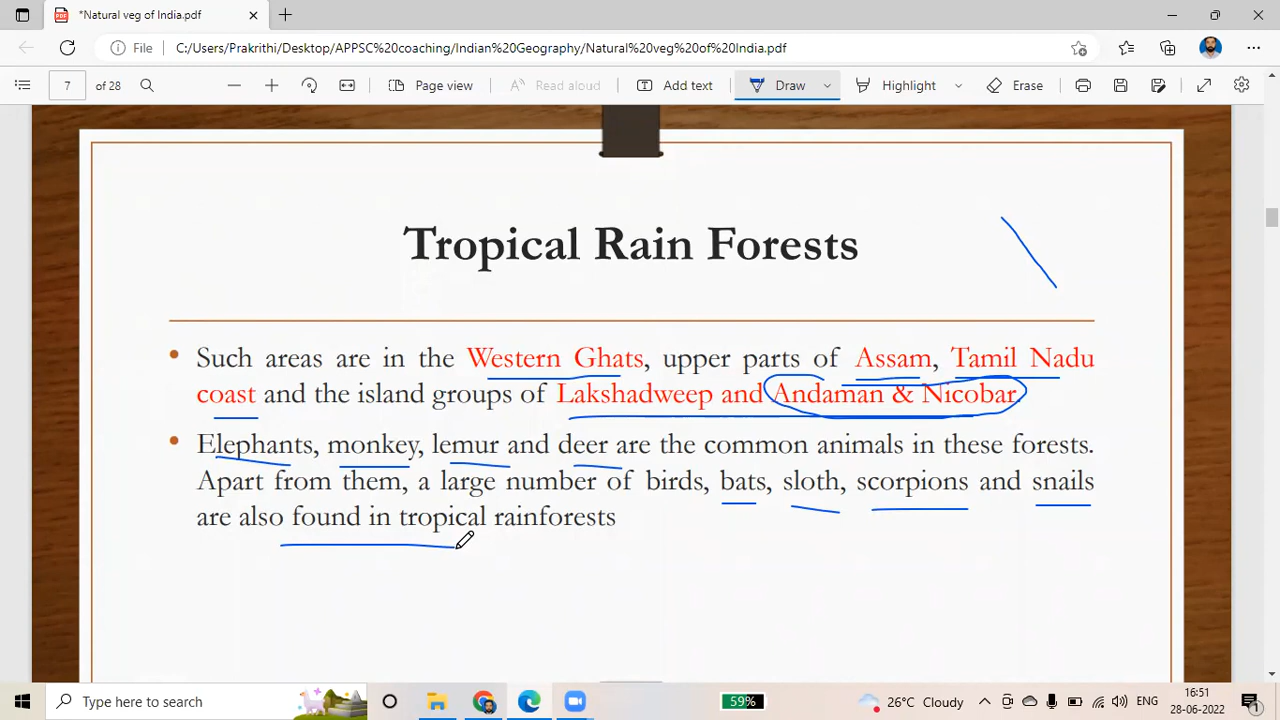 *Natural veg of India.pdf
File
C:/Users/Prakrithi/Desktop/APPSC%20coaching/Indian%20Geography/Natural%20veg%20of%20India.pdf
7 of 28
Page view
Read aloud
Add text
Draw
Highlight
Erase
Tropical Rain Forests
Such areas are in the Western Ghats, upper parts of Assam, Tamil Nadu
coast and the island groups of Lakshadweep and Andaman & Nicobar.
Elephants, monkey, lemur and deer are the common animals in these forests.
Apart from them, a large number of birds, bats, sloth, scorpions and snails
are also found in tropical rainforests
Type here to search
59%
26°C Cloudy
ENG
16:51
28-06-2022
1